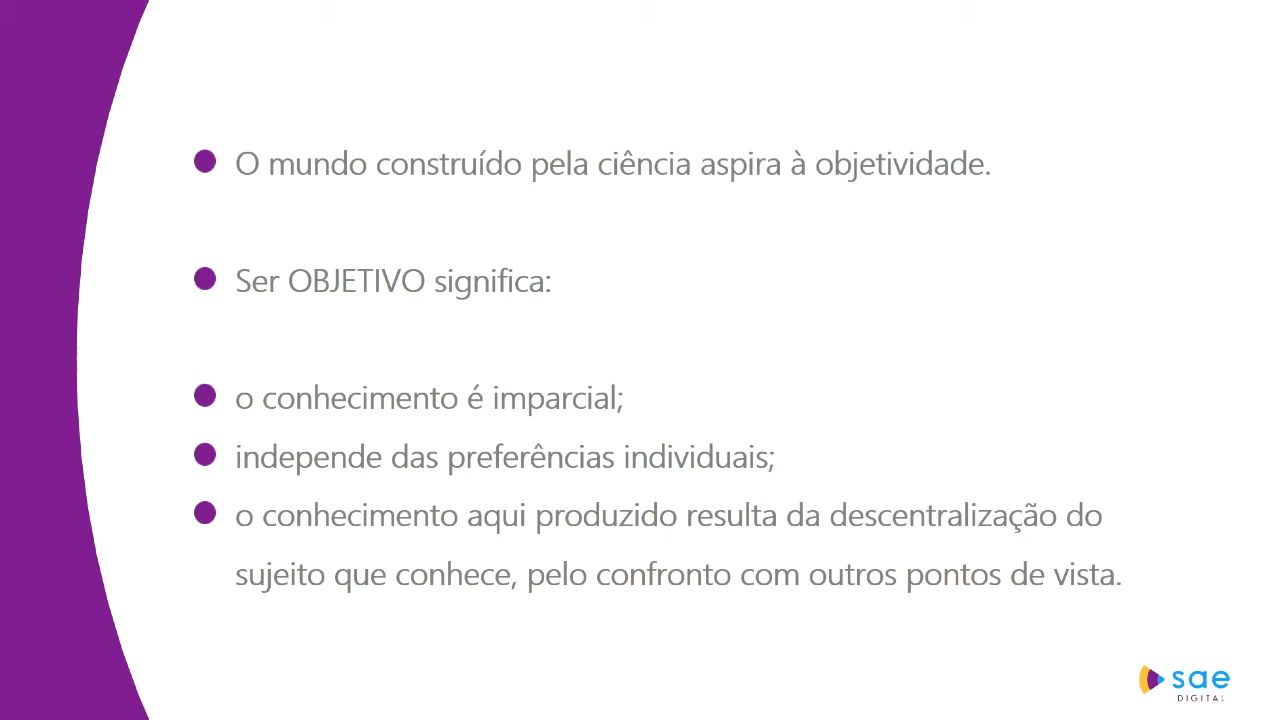 O mundo construído pela ciência aspira à objetividade.
Ser OBJETIVO significa:
o conhecimento é imparcial;
independe das preferências individuais;
o conhecimento aqui produzido resulta da descentralização do
sujeito que conhece, pelo confronto com outros pontos de vista.
sae
DIGITAL